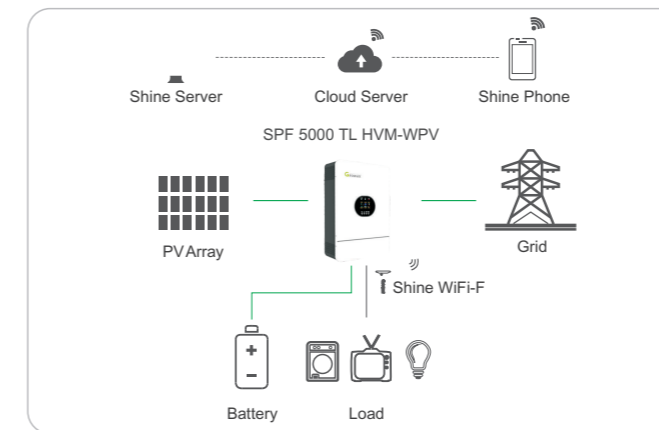 Shine Server
Cloud Server
Shine Phone
SPF 5000 TL HVM-WPV
PV Array
Grid
Shine WiFi-F
Battery
Load